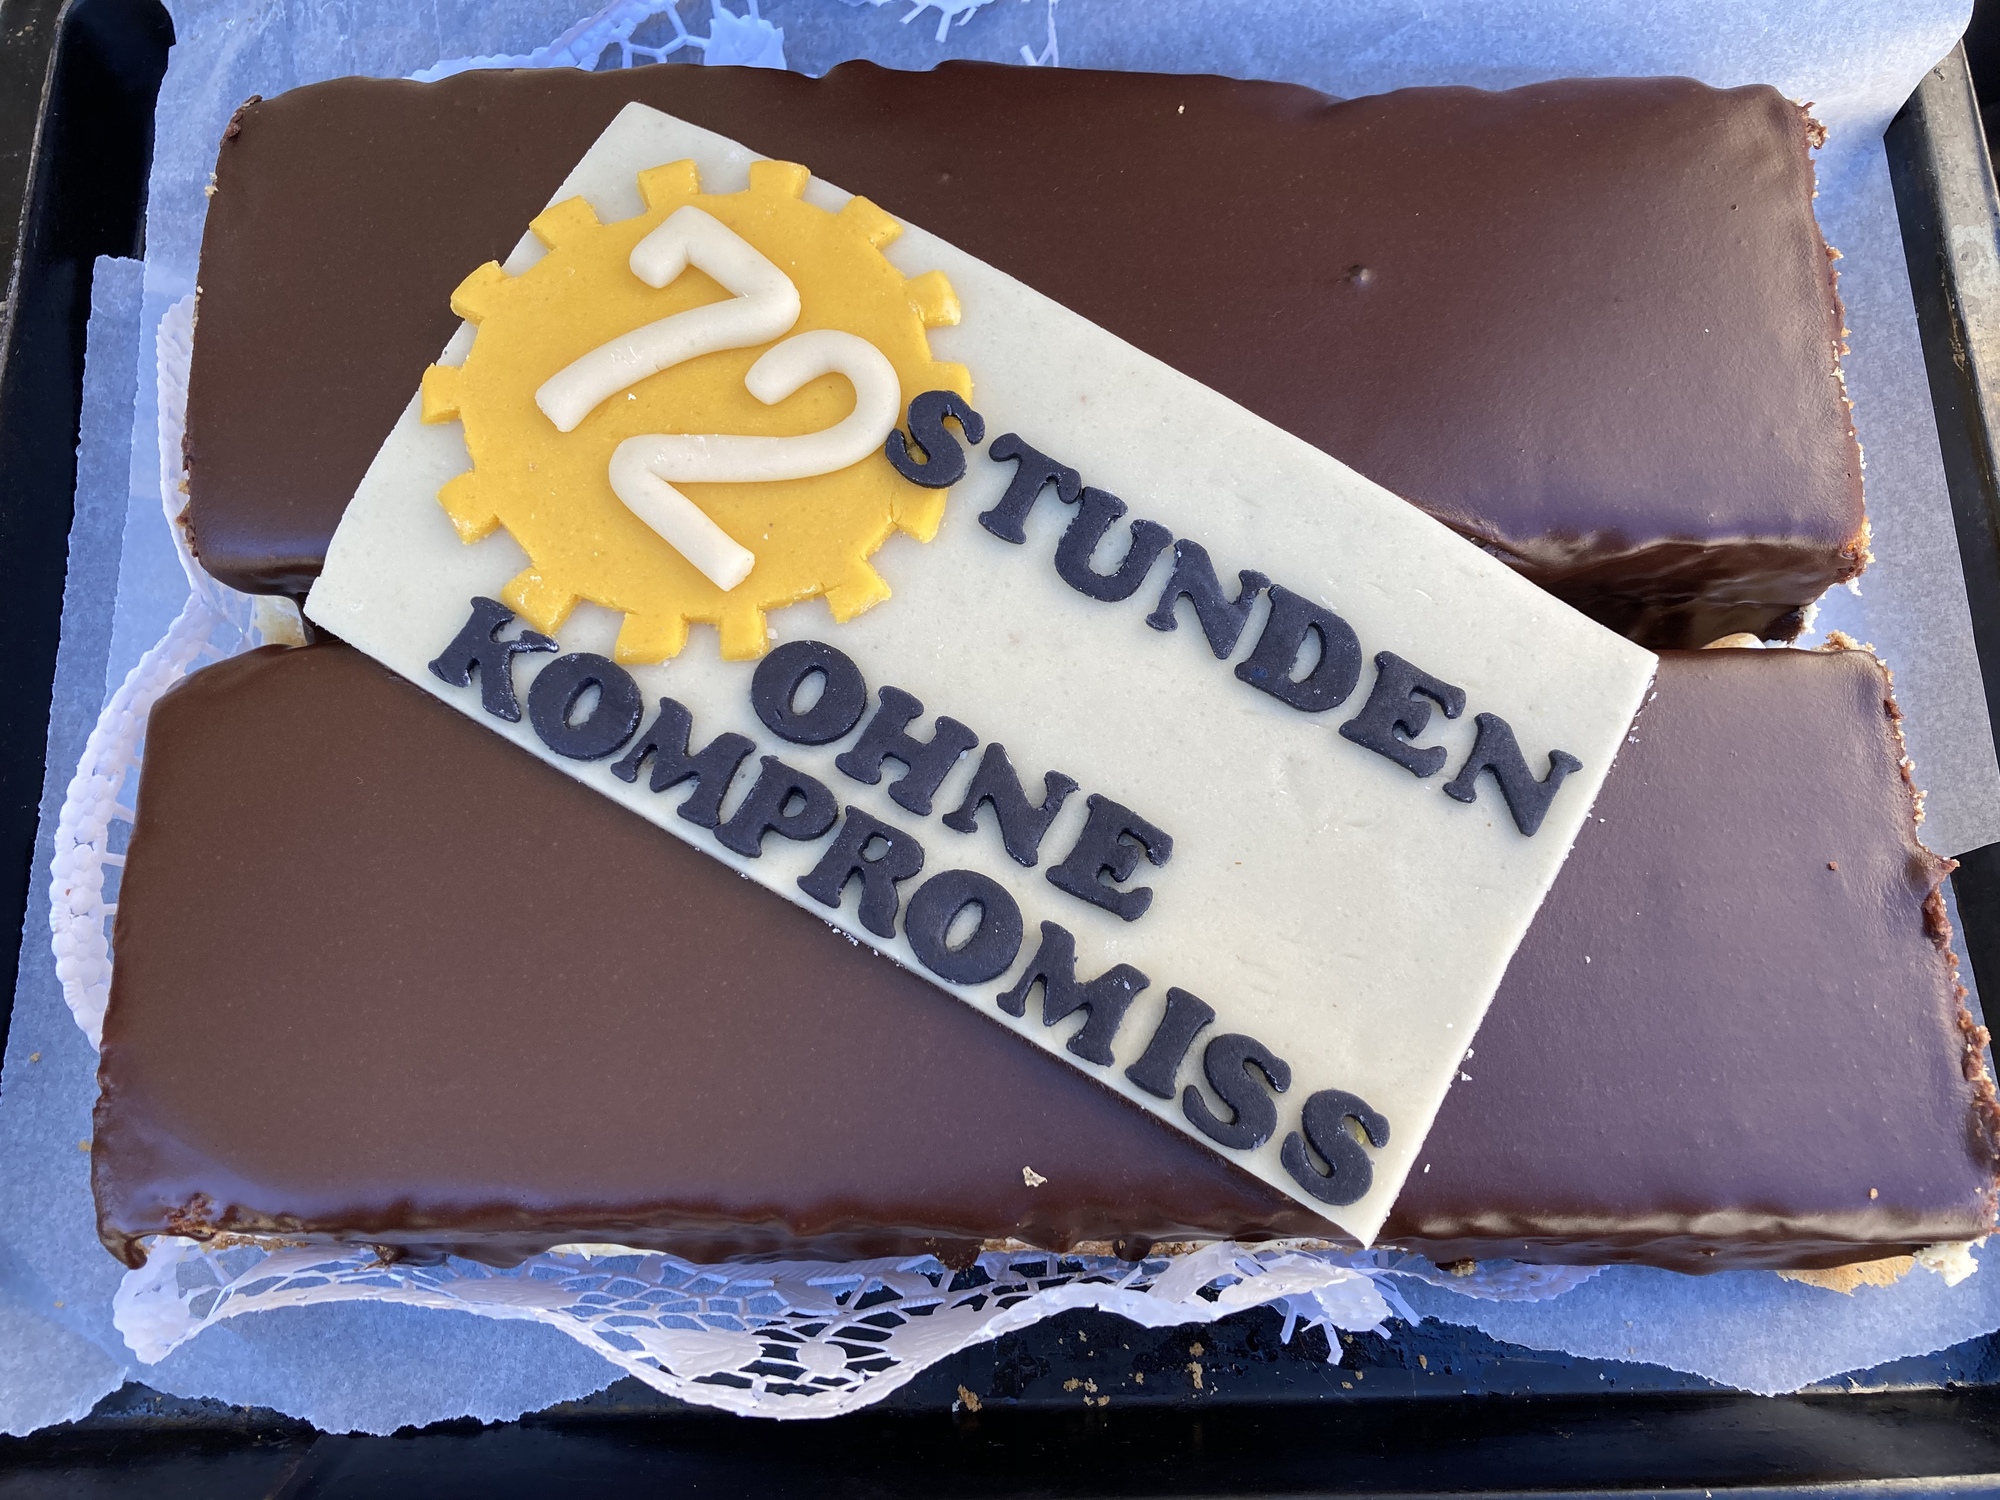 72
STUNDEN
OHNE
KOMPROMISS